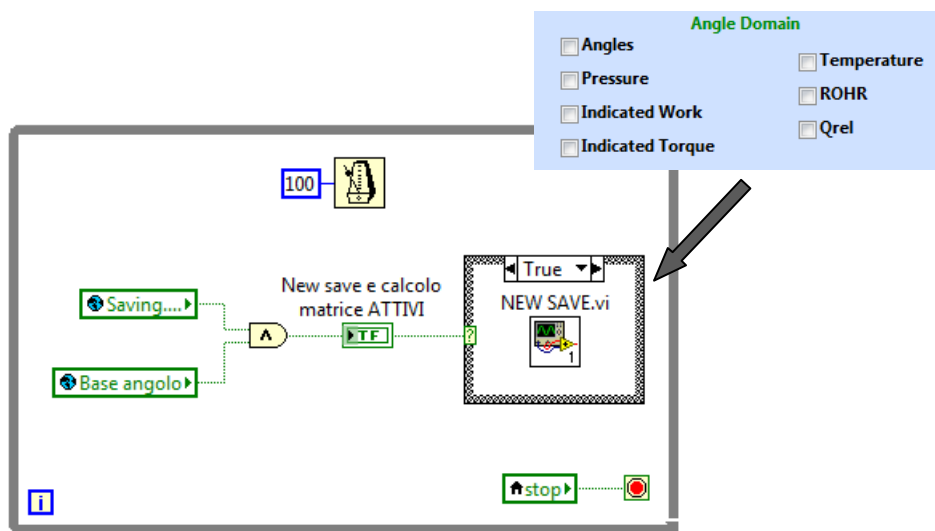 Angle Domain
Angles
Pressure
Indicated Work
Indicated Torque
Temperature
ROHR
Qrel
100
True
New save e calcolo
matrice ATTIVI
NEW SAVE.vi
Saving....
Λ
TF
?
1
Base angolo
stop
i